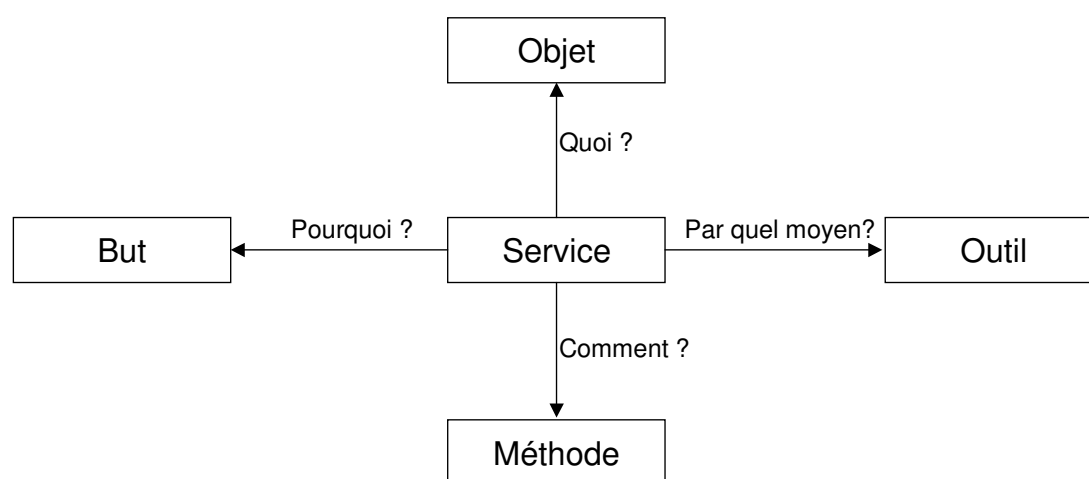 Objet
Quoi ?
Pourquoi ?
Par quel moyen?
But
Service
Outil
Comment ?
Méthode